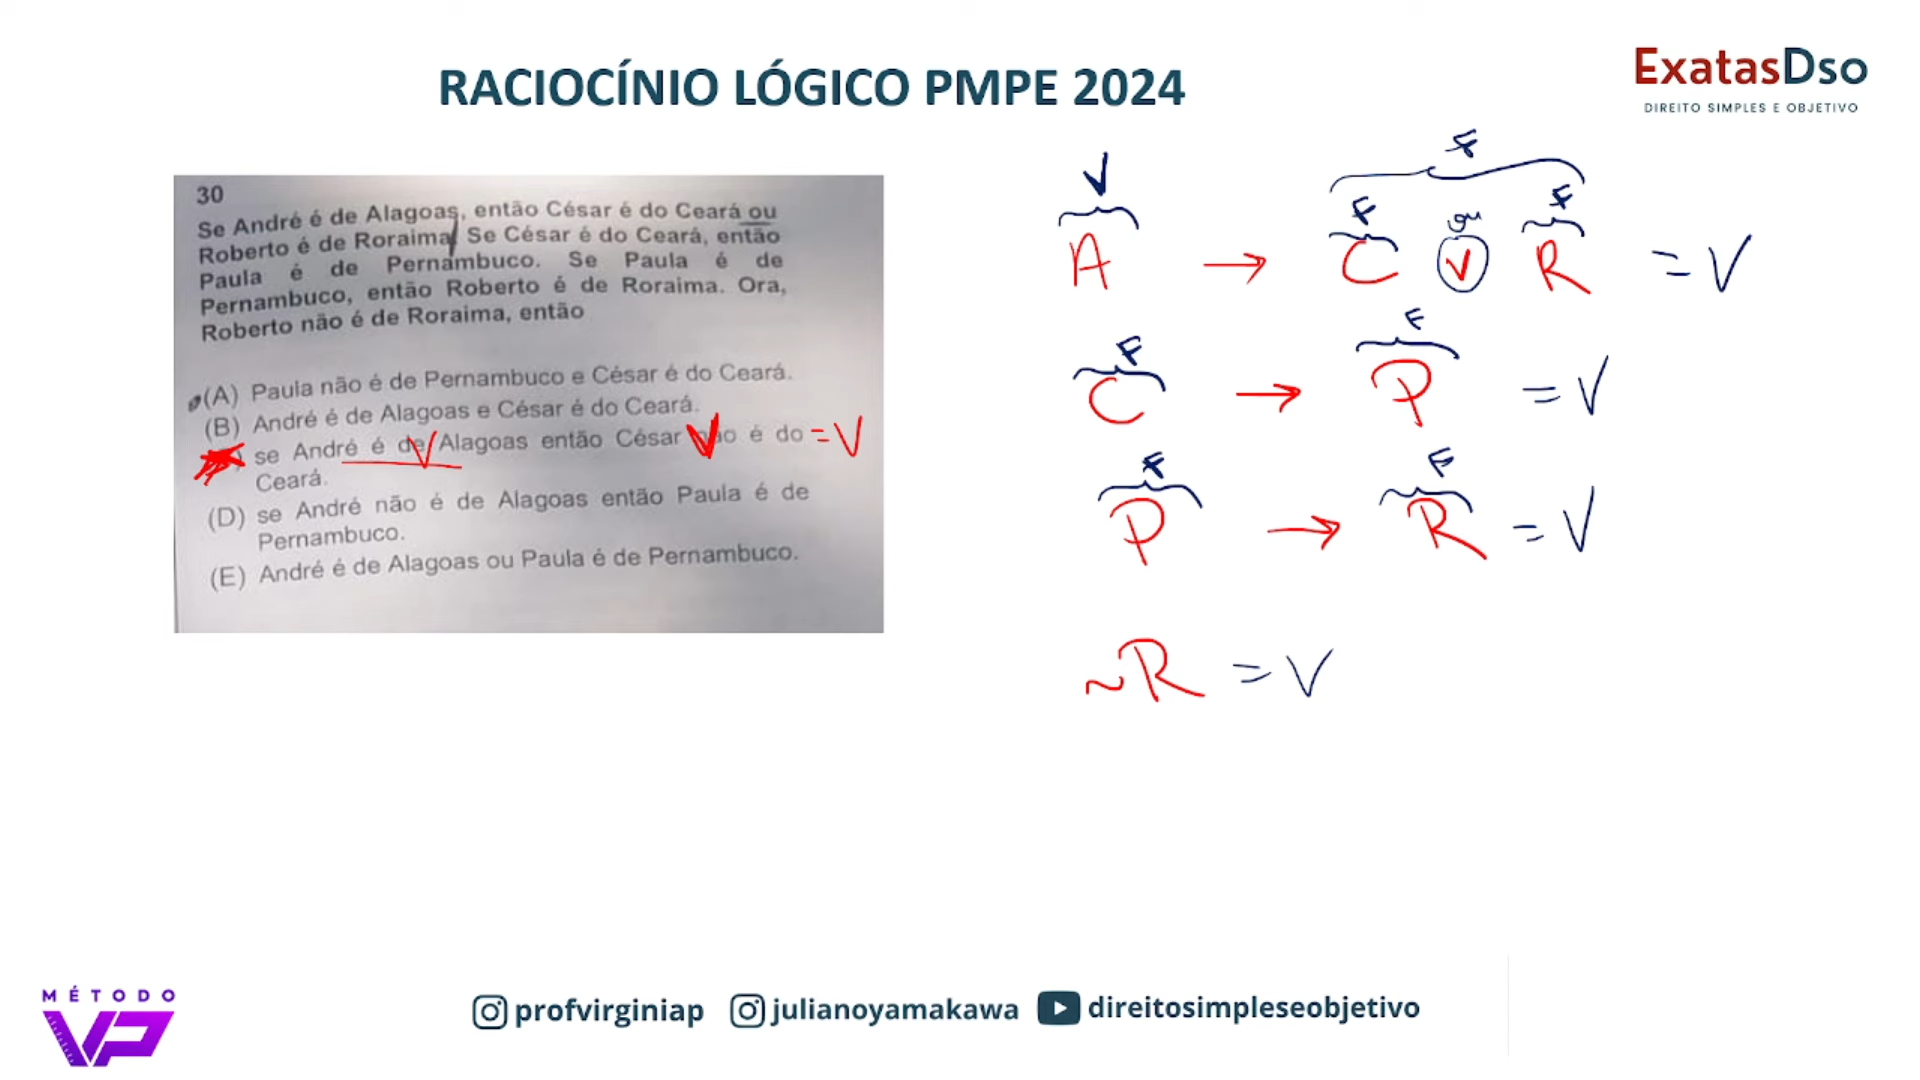 RACIOCÍNIO LÓGICO PMPE 2024
ExatasDso
DIREITO SIMPLES E OBJETIVO
30
Se André é de Alagoas, então César é do Ceará ou
Roberto é de Roraima. Se César é do Ceará, então
Paula é de Pernambuco. Se Paula é de
Pernambuco, então Roberto é de Roraima. Ora,
Roberto não é de Roraima, então
(A) Paula não é de Pernambuco e César é do Ceará.
(B) André é de Alagoas e César é do Ceará.
se André é de Alagoas então César não é do = V
V V
Ceará.
(D) se André não é de Alagoas então Paula é de
Pernambuco.
(E) André é de Alagoas ou Paula é de Pernambuco.
F
V F ou F
A → C V R = V
F F
C → P = V
F F
P → R = V
~R = V
MÉTODO
VP
profvirginiap julianoyamakawa direitosimpleseobjetivo